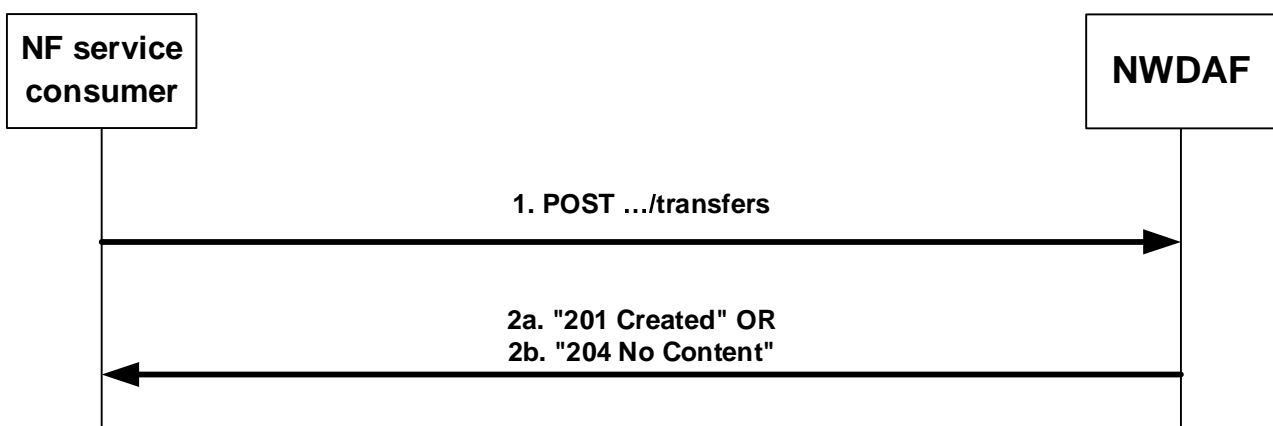 NF service
consumer
NWDAF
1. POST …/transfers
2a. "201 Created" OR
2b. "204 No Content"